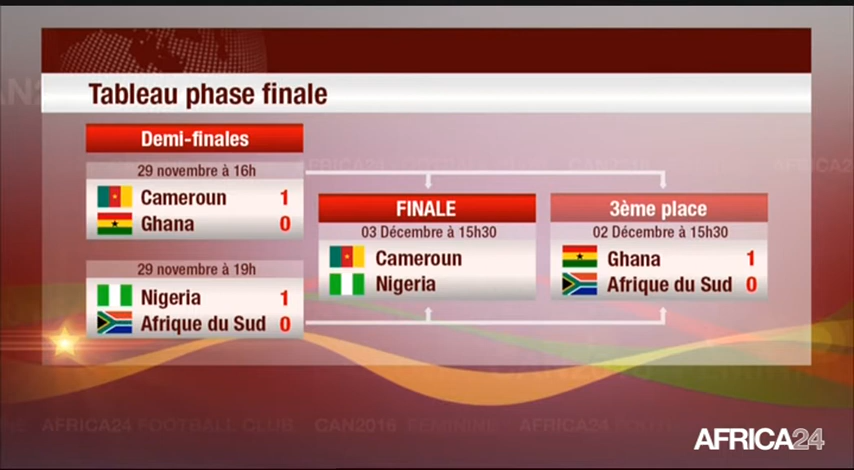 Tableau phase finale
Demi-finales
29 novembre à 16h
Cameroun 1
Ghana 0
29 novembre à 19h
Nigeria 1
Afrique du Sud 0
FINALE
03 Décembre à 15h30
Cameroun
Nigeria
3ème place
02 Décembre à 15h30
Ghana 1
Afrique du Sud 0
AFRICA24 FOOTBALL CLUB CAN2016 FEMININE AFRICA24
AFRICA24